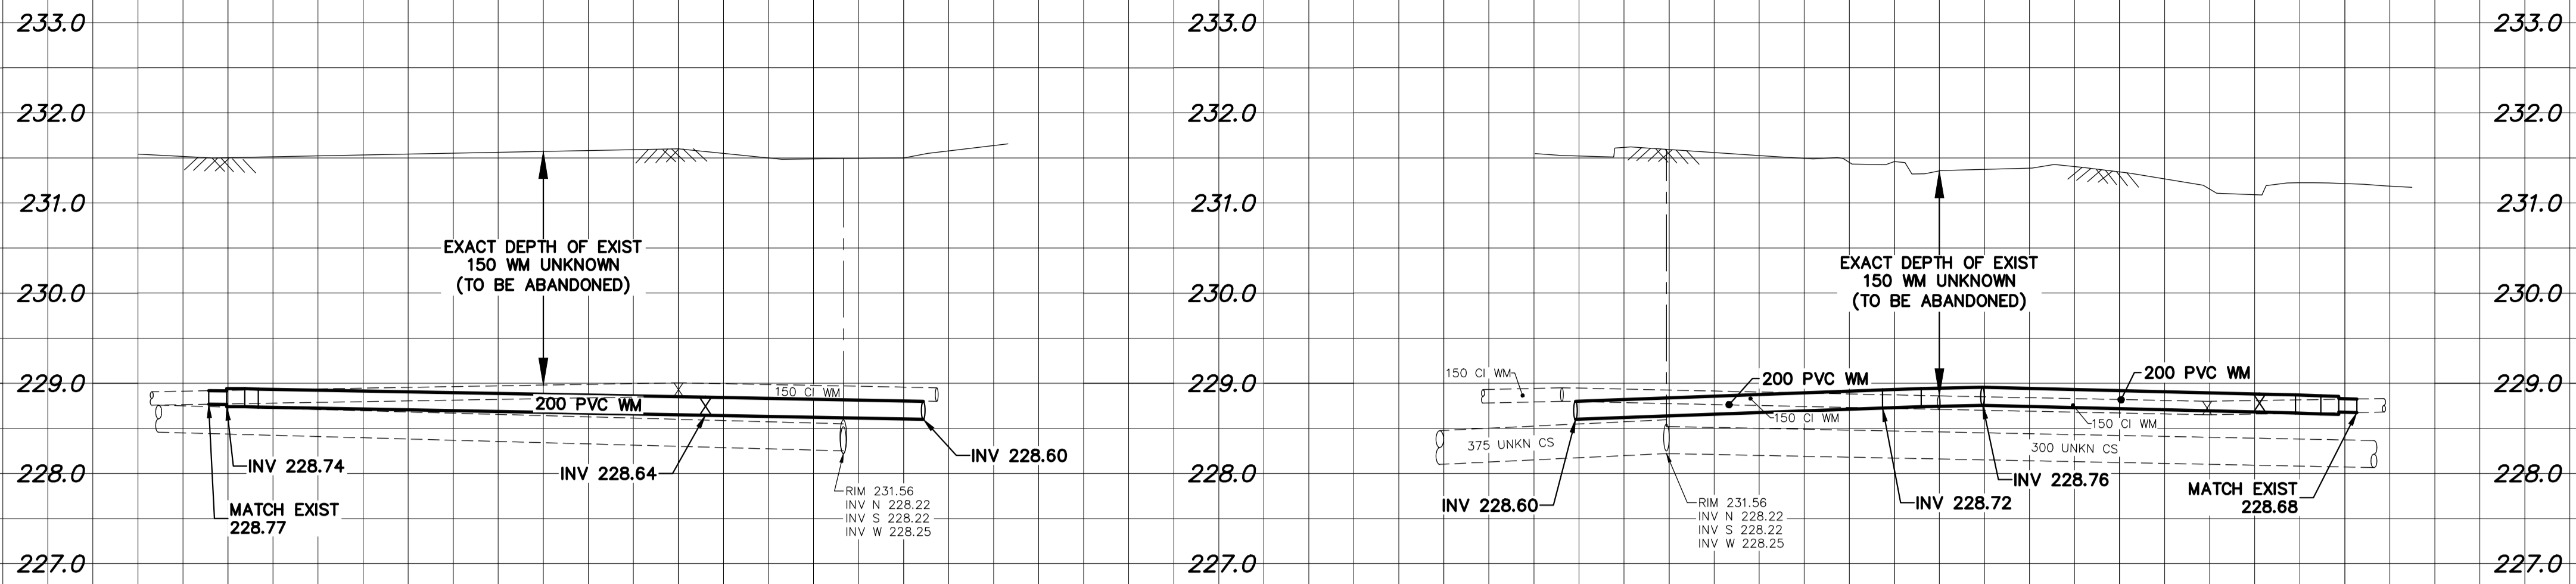 233.0
232.0
231.0
230.0
229.0
228.0
227.0
EXACT DEPTH OF EXIST
150 WM UNKNOWN
(TO BE ABANDONED)
150 CI WM
200 PVC WM
INV 228.74
MATCH EXIST
228.77
INV 228.64
INV 228.60
RIM 231.56
INV N 228.22
INV S 228.22
INV W 228.25
233.0
232.0
231.0
230.0
229.0
228.0
227.0
EXACT DEPTH OF EXIST
150 WM UNKNOWN
(TO BE ABANDONED)
150 CI WM
200 PVC WM
200 PVC WM
150 CI WM
150 CI WM
375 UNKN CS
300 UNKN CS
INV 228.60
INV 228.72
INV 228.76
MATCH EXIST
228.68
RIM 231.56
INV N 228.22
INV S 228.22
INV W 228.25
233.0
232.0
231.0
230.0
229.0
228.0
227.0